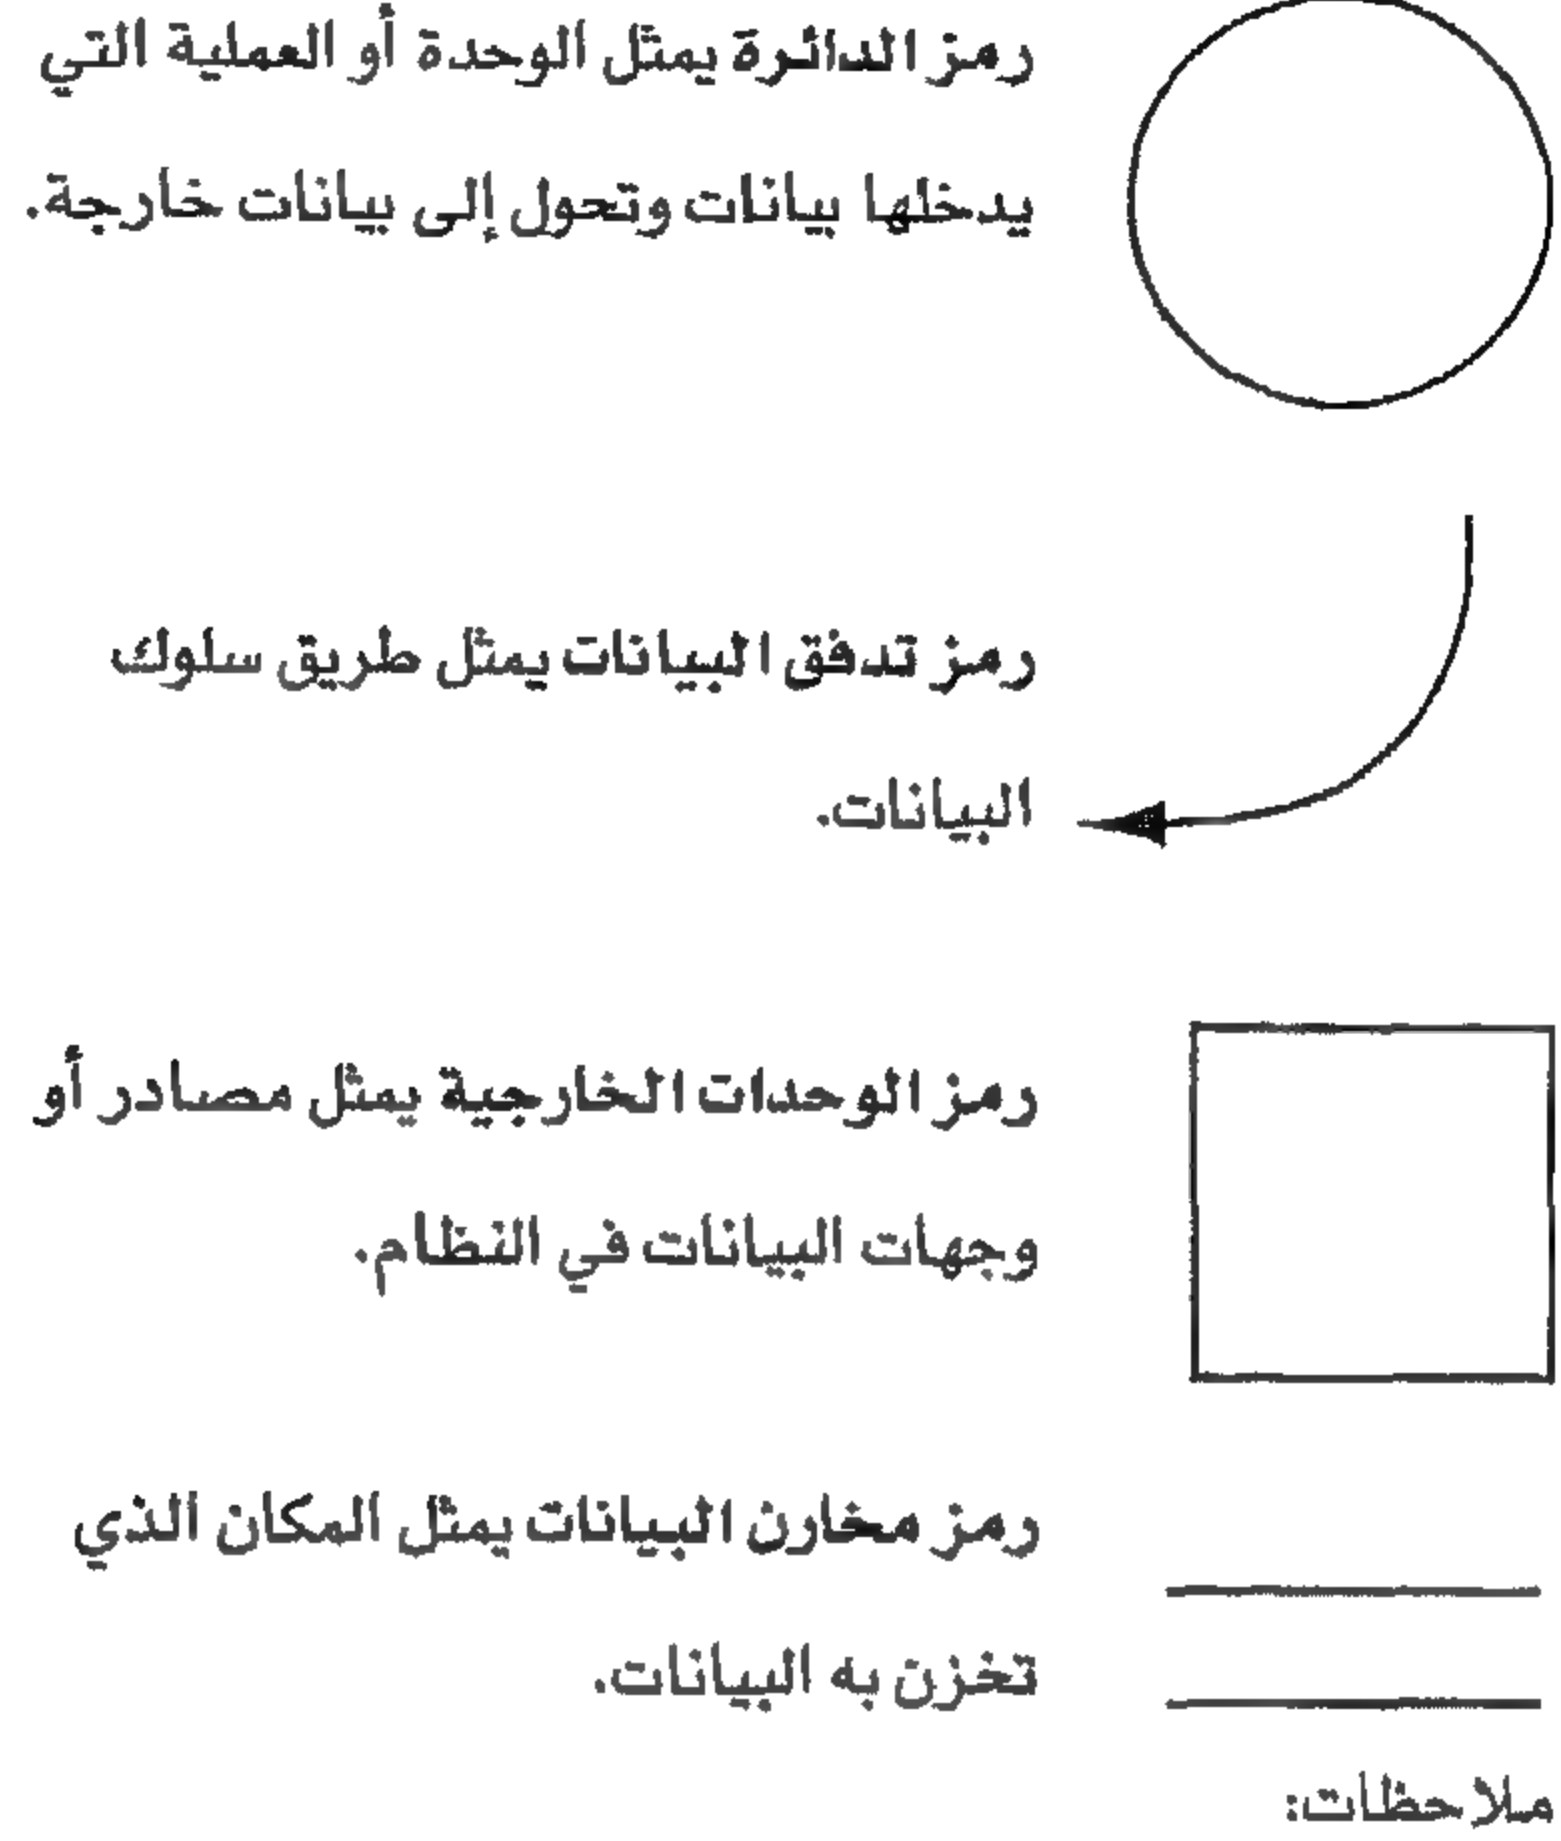 رمز الدائرة يمثل الوحدة أو العملية التي
يدخلها بيانات وتحول إلى بيانات خارجة.
رمز تدفق البيانات يمثل طريق سلوك
البيانات.
رمز الوحدات الخارجية يمثل مصادر أو
وجهات البيانات في النظام.
رمز مخارن البيانات يمثل المكان الذي
تخزن به البيانات.
ملاحظات: